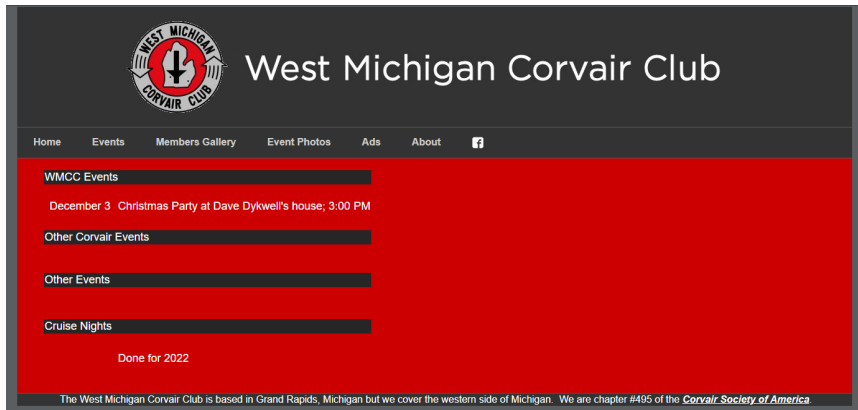 WEST MICHIGAN
CORVAIR CLUB
West Michigan Corvair Club
Home Events Members Gallery Event Photos Ads About f
WMCC Events
December 3 Christmas Party at Dave Dykwell's house; 3:00 PM
Other Corvair Events
Other Events
Cruise Nights
Done for 2022
The West Michigan Corvair Club is based in Grand Rapids, Michigan but we cover the western side of Michigan. We are chapter #495 of the Corvair Society of America.